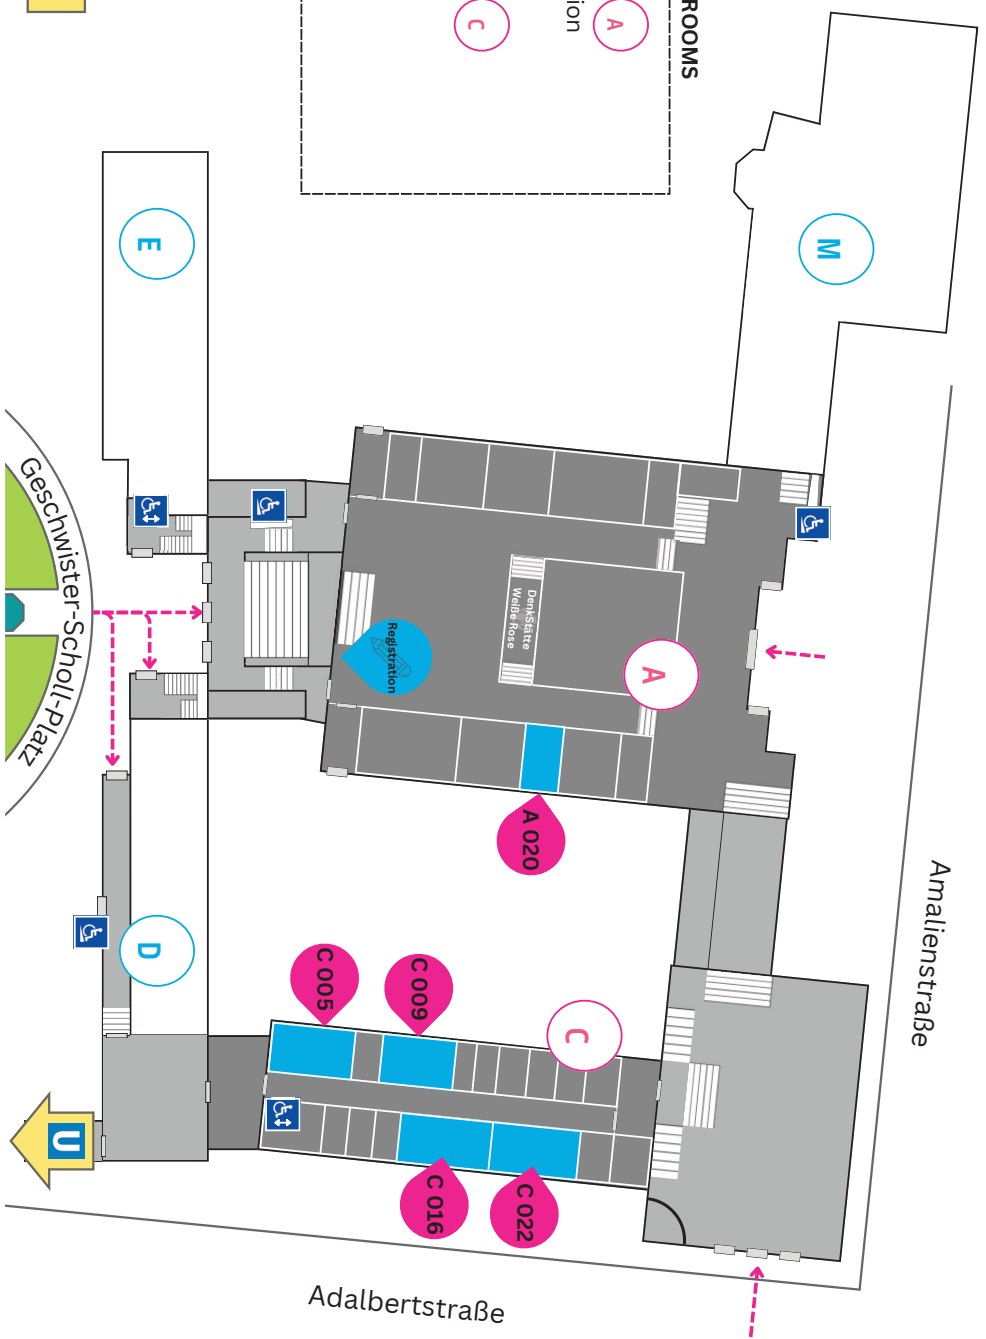 ROOMS
A
ion
C
M
E
Geschwister-Scholl-Platz
DenkStätte
Weiße Rose
Registration
A
A 020
Amalienstraße
D
C 005
C 009
C
U
C 016
C 022
Adalbertstraße